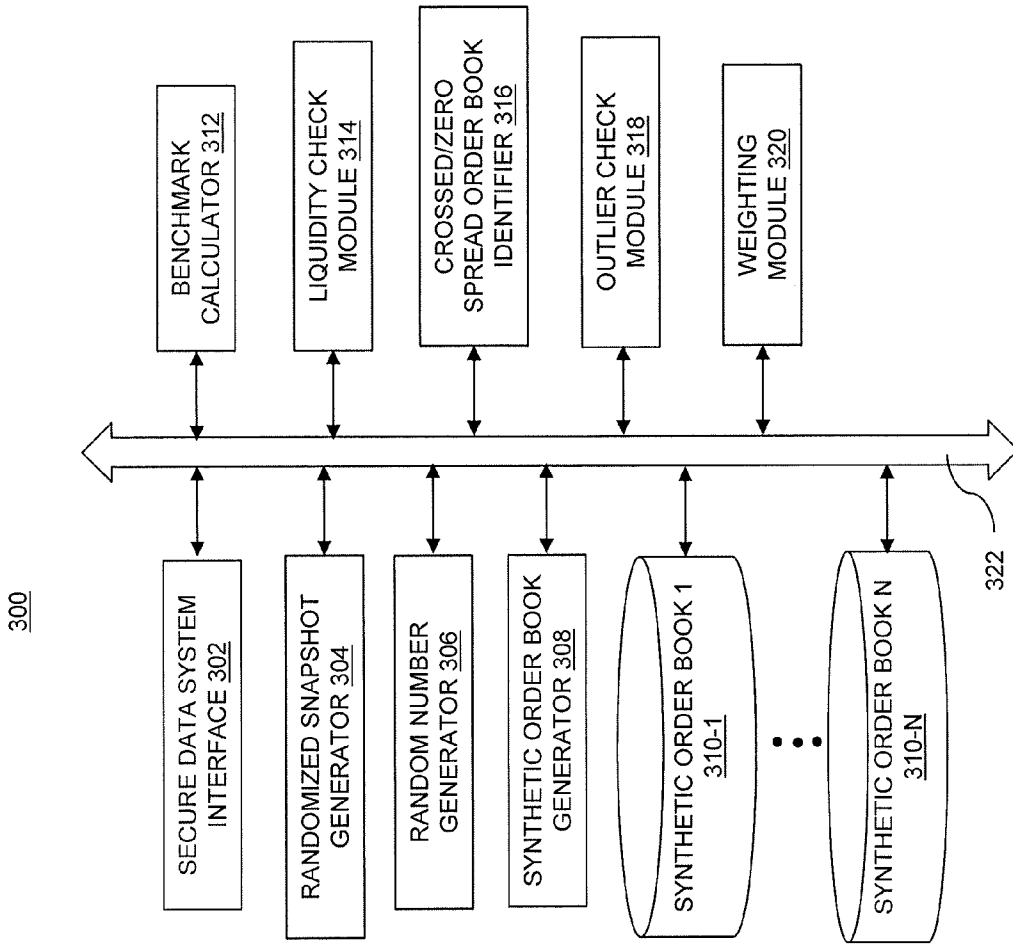 300
SECURE DATA SYSTEM
INTERFACE 302
RANDOMIZED SNAPSHOT
GENERATOR 304
RANDOM NUMBER
GENERATOR 306
SYNTHETIC ORDER BOOK
GENERATOR 308
SYNTHETIC ORDER BOOK 1
310-1
SYNTHETIC ORDER BOOK N
310-N
BENCHMARK
CALCULATOR 312
LIQUIDITY CHECK
MODULE 314
CROSSED/ZERO
SPREAD ORDER BOOK
IDENTIFIER 316
OUTLIER CHECK
MODULE 318
WEIGHTING
MODULE 320
322